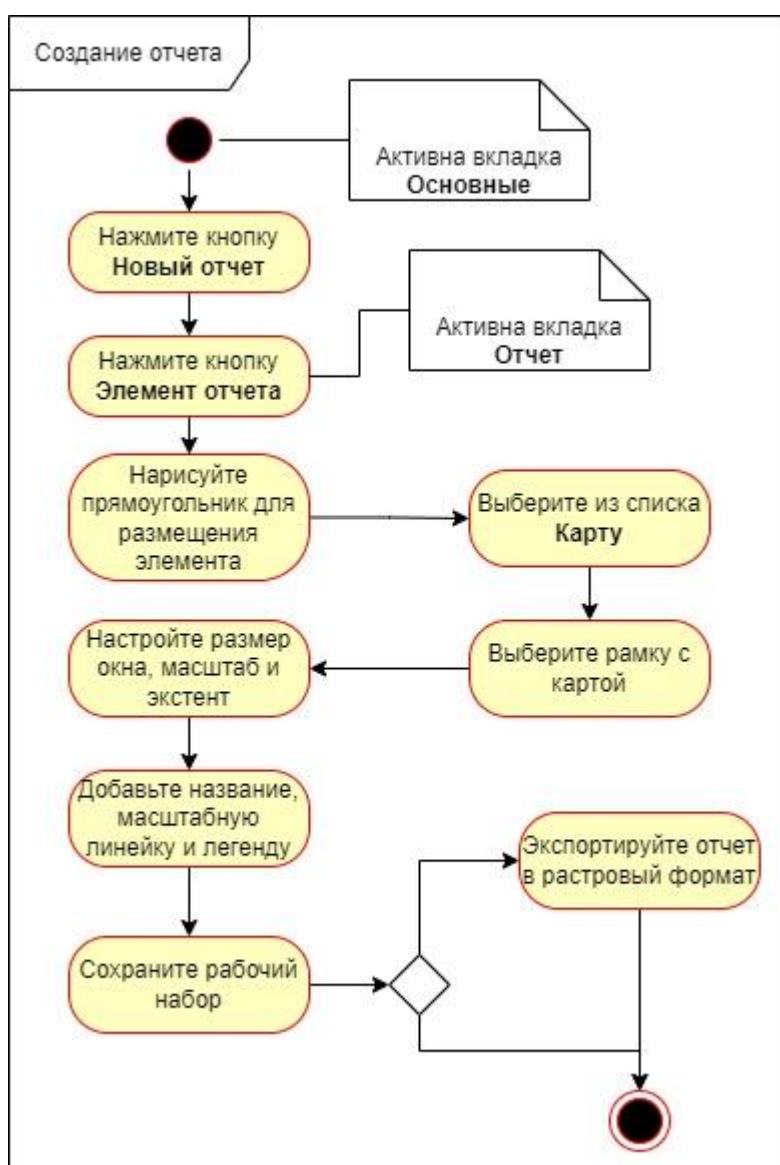 Создание отчета
Активна вкладка
Основные
Нажмите кнопку
Новый отчет
Активна вкладка
Отчет
Нажмите кнопку
Элемент отчета
Нарисуйте
прямоугольник для
размещения
элемента
Выберите из списка
Карту
Выберите рамку с
картой
Настройте размер
окна, масштаб и
экстент
Добавьте название,
масштабную
линейку и легенду
Сохраните рабочий
набор
Экспортируйте отчет
в растровый формат